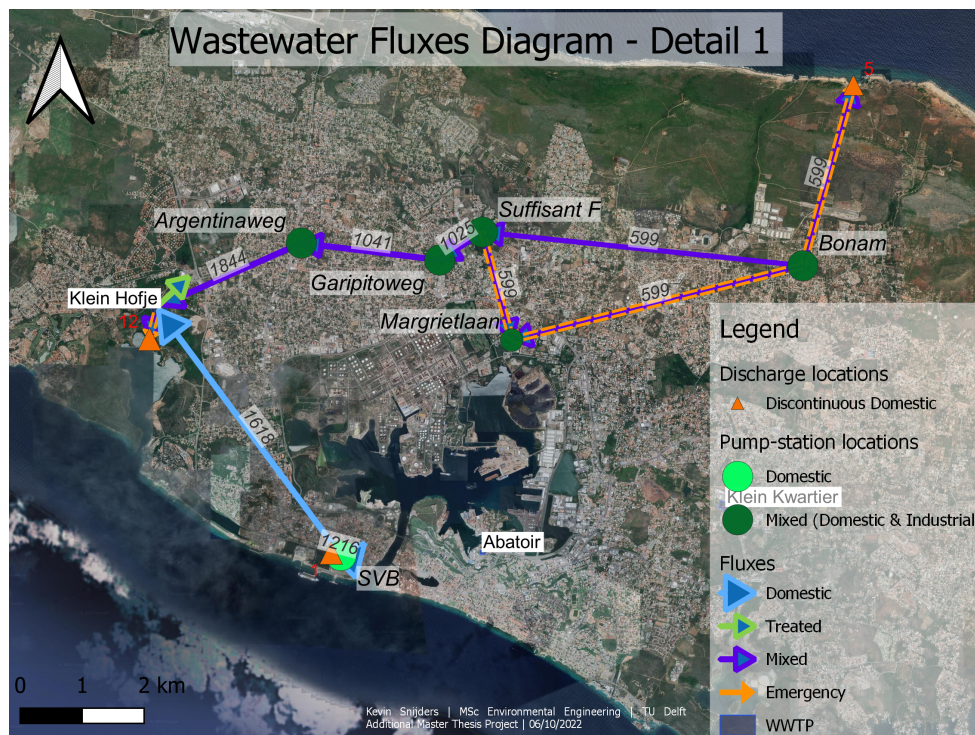 Wastewater Fluxes Diagram - Detail 1
5
599
Suffisant F
Argentinaweg
1025
599
Bonam
1041
1844
Garipitoweg
599
599
Klein Hofje
12
Margrietlaan
Legend
Discharge locations
Discontinuous Domestic
1618
Pump-station locations
Domestic
Klein Kwartier
Mixed (Domestic & Industrial
1216
Abatoir
SVB
Fluxes
Domestic
Treated
Mixed
Emergency
WWTP
0 1 2 km
Kevin Snijders | MSc Environmental Engineering | TU Delft
Additional Master Thesis Project | 06/10/2022